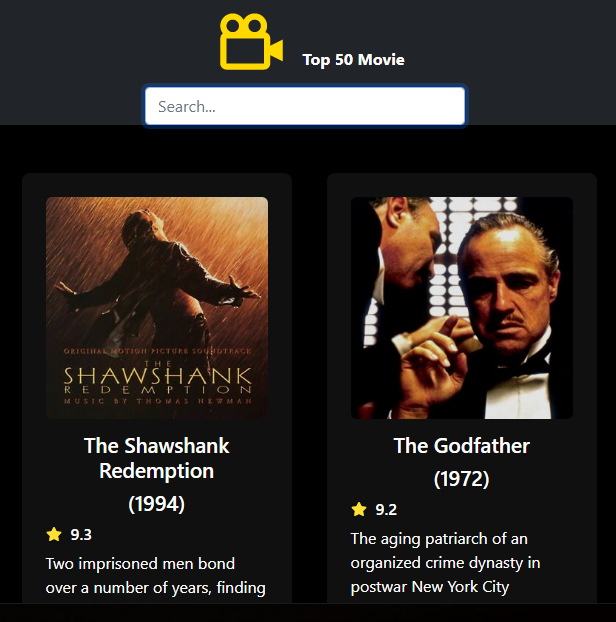 Top 50 Movie
Search...
ORIGINAL MOTION PICTURE SOUNDTRACK
THE
SHAWSHANK
REDEMPTION
MUSIC BY THOMAS NEWMAN
The Shawshank
Redemption
(1994)
9.3
Two imprisoned men bond
over a number of years, finding
The Godfather
(1972)
9.2
The aging patriarch of an
organized crime dynasty in
postwar New York City